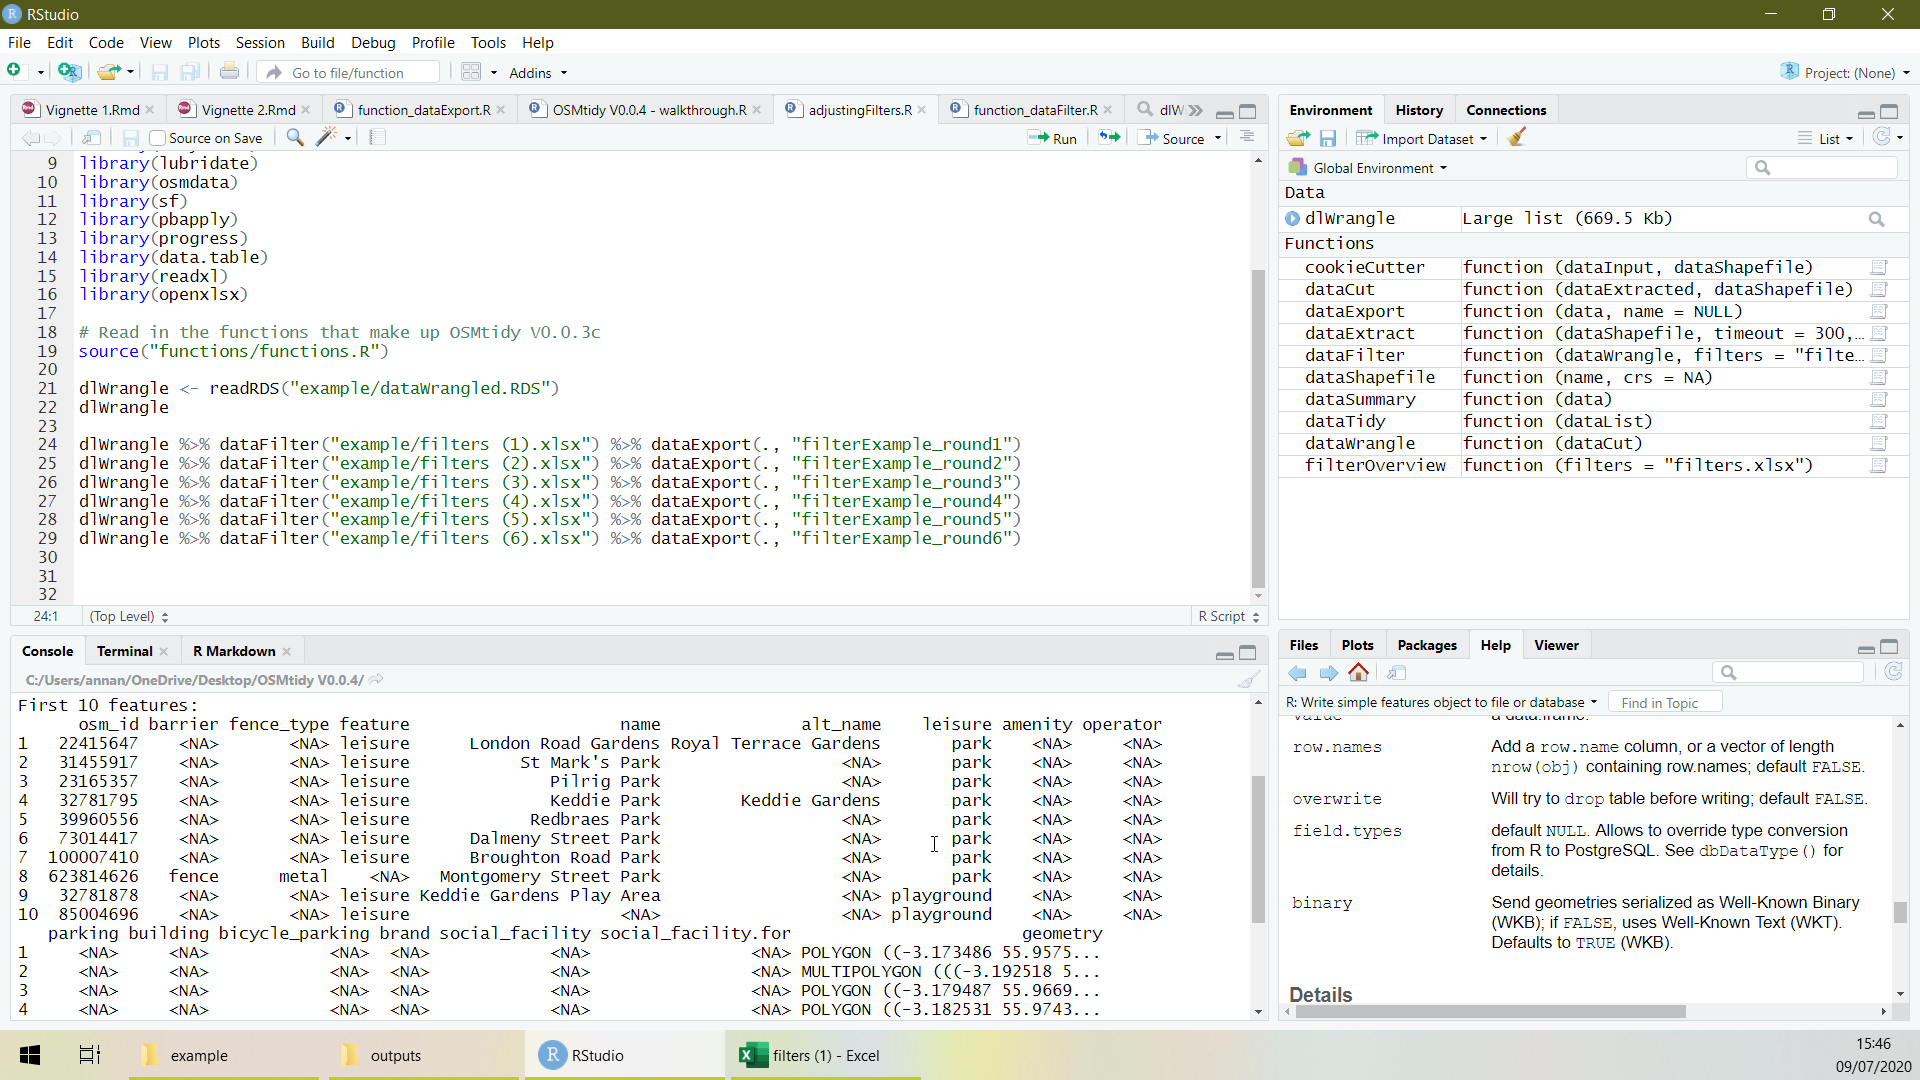 RStudio
File Edit Code View Plots Session Build Debug Profile Tools Help
Go to file/function Addins Project: (None)
Vignette 1.Rmd Vignette 2.Rmd function_dataExport.R OSMtidy V0.0.4 - walkthrough.R adjustingFilters.R function_dataFilter.R dlW
Source on Save Run Source
9 library(lubridate)
10 library(osmdata)
11 library(sf)
12 library(pbapply)
13 library(progress)
14 library(data.table)
15 library(readxl)
16 library(openxlsx)
17
18 # Read in the functions that make up OSMtidy V0.0.3c
19 source("functions/functions.R")
20
21 dlWrangle <- readRDS("example/dataWrangled.RDS")
22 dlWrangle
23
24 dlWrangle %>% dataFilter("example/filters (1).xlsx") %>% dataExport(., "filterExample_round1")
25 dlWrangle %>% dataFilter("example/filters (2).xlsx") %>% dataExport(., "filterExample_round2")
26 dlWrangle %>% dataFilter("example/filters (3).xlsx") %>% dataExport(., "filterExample_round3")
27 dlWrangle %>% dataFilter("example/filters (4).xlsx") %>% dataExport(., "filterExample_round4")
28 dlWrangle %>% dataFilter("example/filters (5).xlsx") %>% dataExport(., "filterExample_round5")
29 dlWrangle %>% dataFilter("example/filters (6).xlsx") %>% dataExport(., "filterExample_round6")
30
31
32
24:1 (Top Level) R Script
Console Terminal R Markdown
C:/Users/annan/OneDrive/Desktop/OSMtidy V0.0.4/
First 10 features:
osm_id barrier fence_type feature name alt_name leisure amenity operator
1 22415647 <NA> <NA> leisure London Road Gardens Royal Terrace Gardens park <NA> <NA>
2 31455917 <NA> <NA> leisure St Mark's Park <NA> park <NA> <NA>
3 23165357 <NA> <NA> leisure Pilrig Park <NA> park <NA> <NA>
4 32781795 <NA> <NA> leisure Keddie Park Keddie Gardens park <NA> <NA>
5 39960556 <NA> <NA> leisure Redbraes Park <NA> park <NA> <NA>
6 73014417 <NA> <NA> leisure Dalmeny Street Park <NA> park <NA> <NA>
7 100007410 <NA> <NA> leisure Broughton Road Park <NA> park <NA> <NA>
8 623814626 fence metal <NA> Montgomery Street Park <NA> park <NA> <NA>
9 32781878 <NA> <NA> leisure Keddie Gardens Play Area <NA> playground <NA> <NA>
10 85004696 <NA> <NA> leisure <NA> <NA> playground <NA> <NA>
parking building bicycle_parking brand social_facility social_facility.for geometry
1 <NA> <NA> <NA> <NA> <NA> <NA> POLYGON ((-3.173486 55.9575...
2 <NA> <NA> <NA> <NA> <NA> <NA> MULTIPOLYGON (((-3.192518 5...
3 <NA> <NA> <NA> <NA> <NA> <NA> POLYGON ((-3.179487 55.9669...
4 <NA> <NA> <NA> <NA> <NA> <NA> POLYGON ((-3.182531 55.9743...
Environment History Connections
Import Dataset List
Global Environment
Data
dlWrangle Large list (669.5 Kb)
Functions
cookieCutter function (dataInput, dataShapefile)
dataCut function (dataExtracted, dataShapefile)
dataExport function (data, name = NULL)
dataExtract function (dataShapefile, timeout = 300,…
dataFilter function (dataWrangle, filters = "filte…
dataShapefile function (name, crs = NA)
dataSummary function (data)
dataTidy function (dataList)
dataWrangle function (dataCut)
filterOverview function (filters = "filters.xlsx")
Files Plots Packages Help Viewer
R: Write simple features object to file or database Find in Topic
value a data.frame.
row.names Add a row.name column, or a vector of length
nrow(obj) containing row.names; default FALSE.
overwrite Will try to drop table before writing; default FALSE.
field.types default NULL. Allows to override type conversion
from R to PostgreSQL. See dbDataType() for
details.
binary Send geometries serialized as Well-Known Binary
(WKB); if FALSE, uses Well-Known Text (WKT).
Defaults to TRUE (WKB).
Details
example outputs RStudio filters (1) - Excel
15:46
09/07/2020